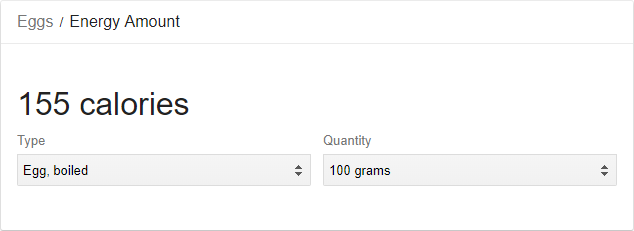 Eggs / Energy Amount
155 calories
Type Quantity
Egg, boiled 100 grams